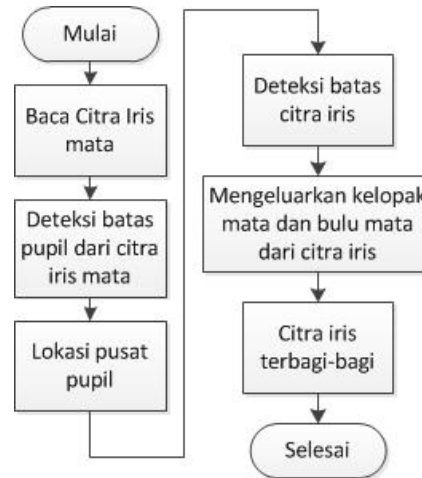 Mulai
Baca Citra Iris
mata
Deteksi batas
pupil dari citra
iris mata
Lokasi pusat
pupil
Deteksi batas
citra iris
Mengeluarkan kelopak
mata dan bulu mata
dari citra iris
Citra iris
terbagi-bagi
Selesai